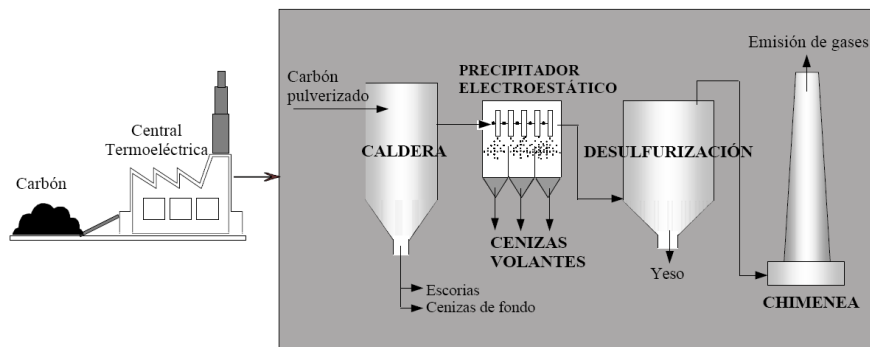 Carbón
Central
Termoeléctrica
Carbón
pulverizado
CALDERA
Escorias
Cenizas de fondo
PRECIPITADOR
ELECTROESTÁTICO
CENIZAS
VOLANTES
DESULFURIZACIÓN
Yeso
Emisión de gases
CHIMENEA